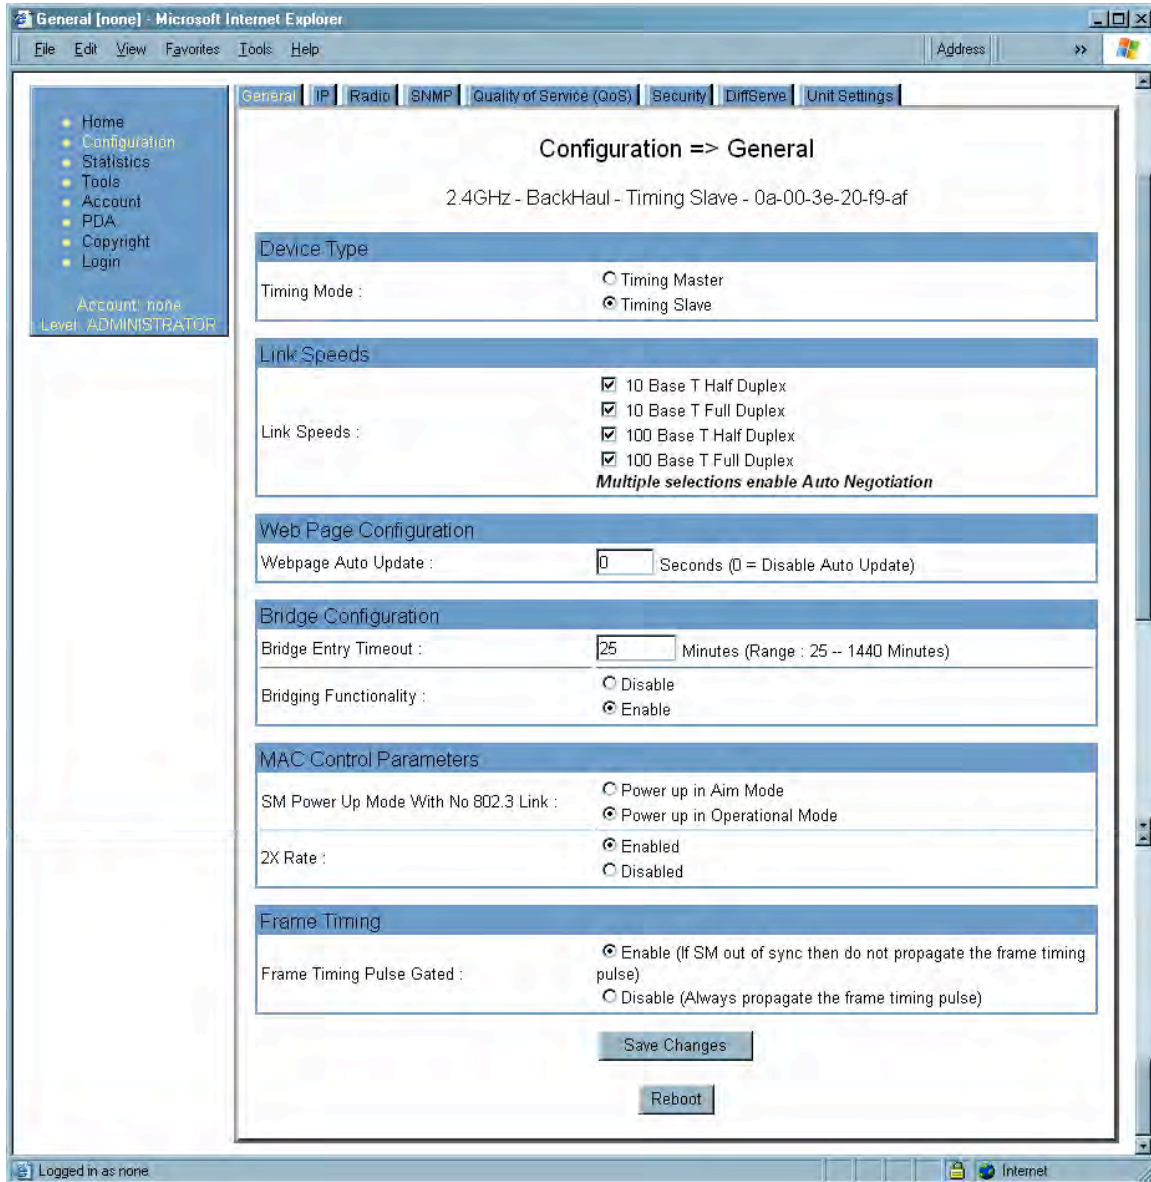 General [none] - Microsoft Internet Explorer
File Edit View Favorites Tools Help
Address »
Home
Configuration
Statistics
Tools
Account
PDA
Copyright
Login
Account: none
Level: ADMINISTRATOR
General IP Radio SNMP Quality of Service (QoS) Security DiffServe Unit Settings
Configuration => General
2.4GHz - BackHaul - Timing Slave - 0a-00-3e-20-f9-af
Device Type
Timing Mode :
Timing Master
Timing Slave
Link Speeds
Link Speeds :
10 Base T Half Duplex
10 Base T Full Duplex
100 Base T Half Duplex
100 Base T Full Duplex
Multiple selections enable Auto Negotiation
Web Page Configuration
Webpage Auto Update : 0 Seconds (0 = Disable Auto Update)
Bridge Configuration
Bridge Entry Timeout : 25 Minutes (Range : 25 -- 1440 Minutes)
Bridging Functionality :
Disable
Enable
MAC Control Parameters
SM Power Up Mode With No 802.3 Link :
Power up in Aim Mode
Power up in Operational Mode
2X Rate :
Enabled
Disabled
Frame Timing
Frame Timing Pulse Gated :
Enable (If SM out of sync then do not propagate the frame timing
pulse)
Disable (Always propagate the frame timing pulse)
Save Changes
Reboot
Logged in as none
Internet